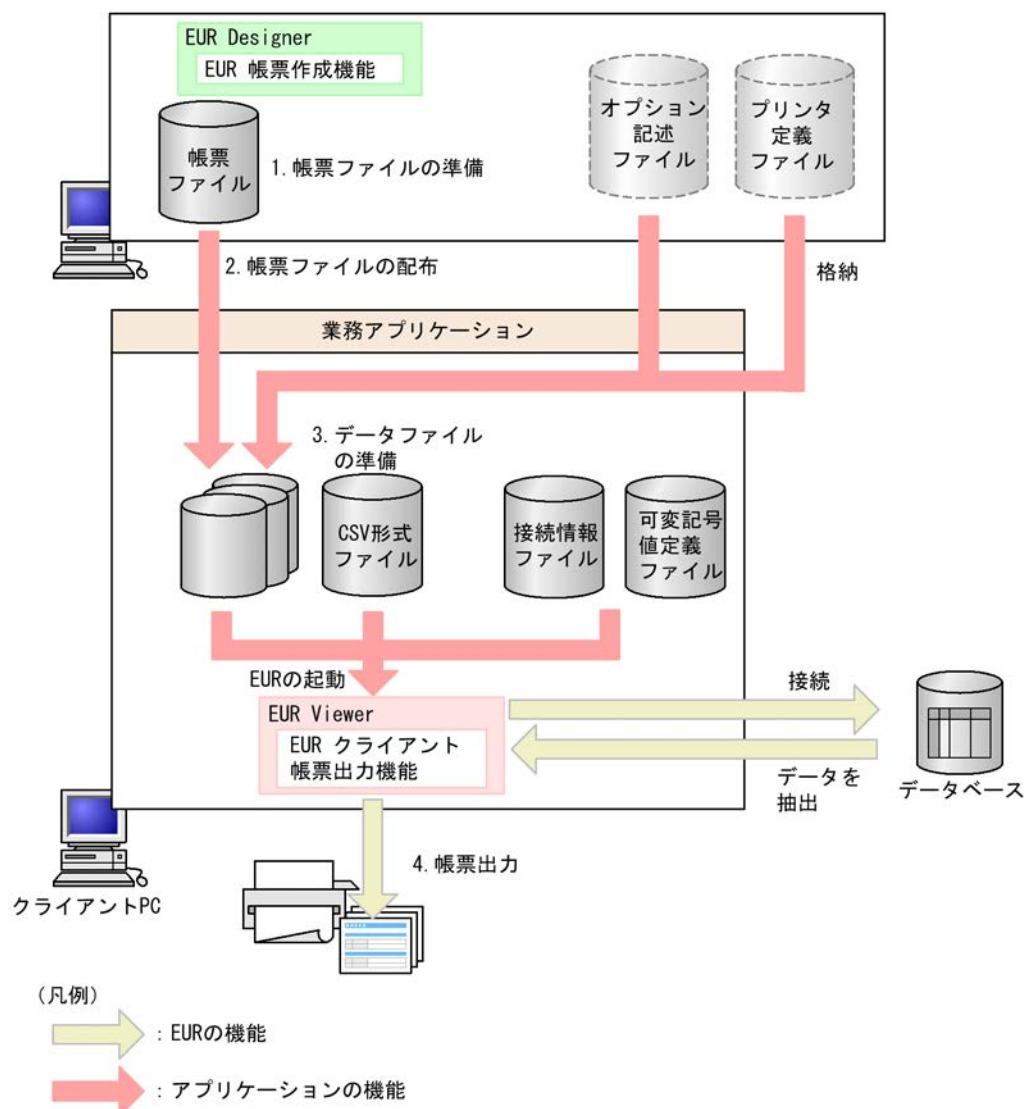 EUR Designer
EUR 帳票作成機能
帳票
ファイル
1. 帳票ファイルの準備
オプション
記述
ファイル
プリンタ
定義
ファイル
2. 帳票ファイルの配布
格納
業務アプリケーション
3. データファイル
の準備
CSV形式
ファイル
接続情報
ファイル
可変記号
値定義
ファイル
EURの起動
EUR Viewer
EUR クライアント
帳票出力機能
接続
データを
抽出
データベース
4. 帳票出力
クライアントPC
(凡例)
: EURの機能
: アプリケーションの機能